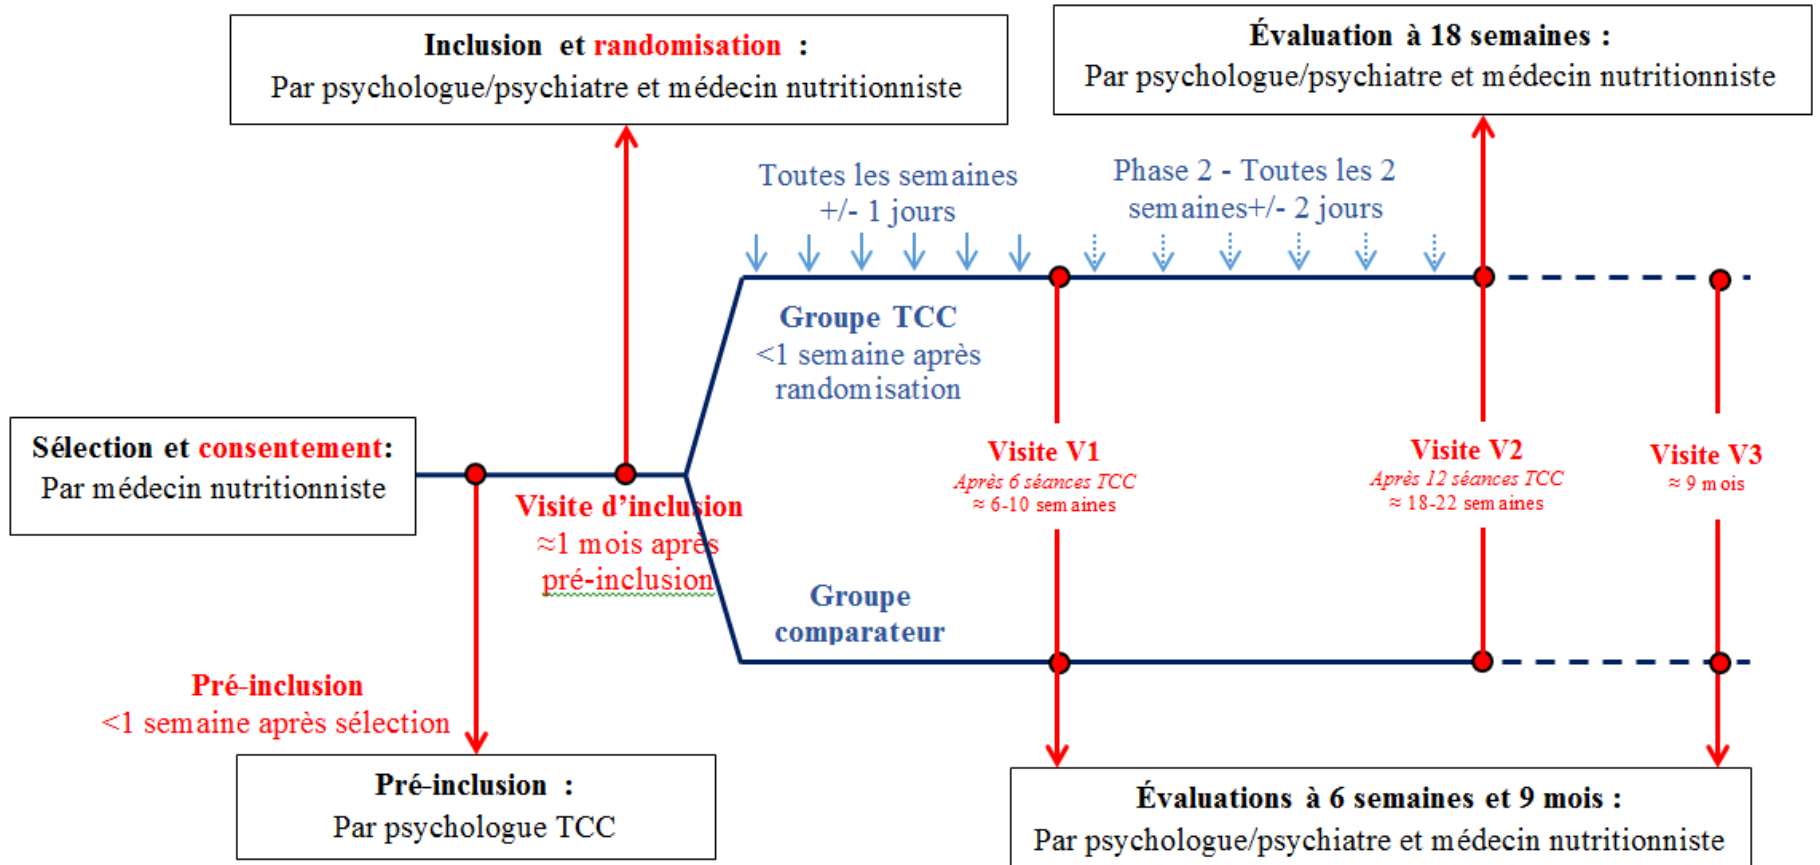 Inclusion et randomisation :
Par psychologue/psychiatre et médecin nutritionniste
Évaluation à 18 semaines :
Par psychologue/psychiatre et médecin nutritionniste
Toutes les semaines
+/- 1 jours
Phase 2 - Toutes les 2
semaines+/- 2 jours
Groupe TCC
<1 semaine après
randomisation
Sélection et consentement:
Par médecin nutritionniste
Visite d’inclusion
≈1 mois après
pré-inclusion
Visite V1
Après 6 séances TCC
≈ 6-10 semaines
Visite V2
Après 12 séances TCC
≈ 18-22 semaines
Visite V3
≈ 9 mois
Groupe
comparateur
Pré-inclusion
<1 semaine après sélection
Pré-inclusion :
Par psychologue TCC
Évaluations à 6 semaines et 9 mois :
Par psychologue/psychiatre et médecin nutritionniste